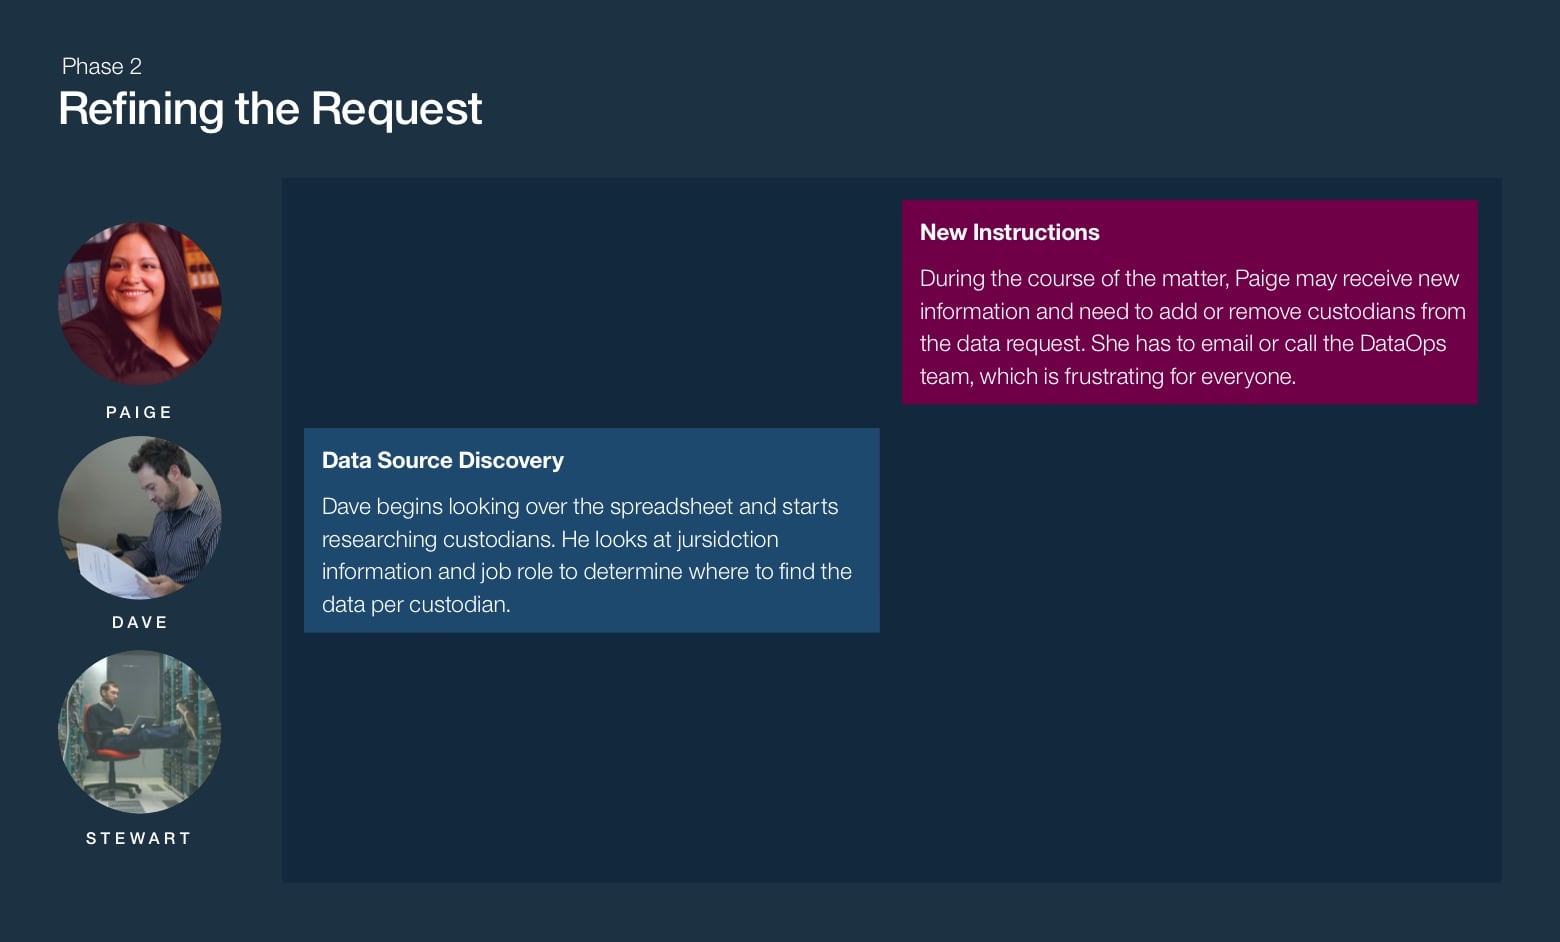 Phase 2
Refining the Request
PAIGE
New Instructions
During the course of the matter, Paige may receive new
information and need to add or remove custodians from
the data request. She has to email or call the DataOps
team, which is frustrating for everyone.
DAVE
Data Source Discovery
Dave begins looking over the spreadsheet and starts
researching custodians. He looks at jursidction
information and job role to determine where to find the
data per custodian.
STEWART